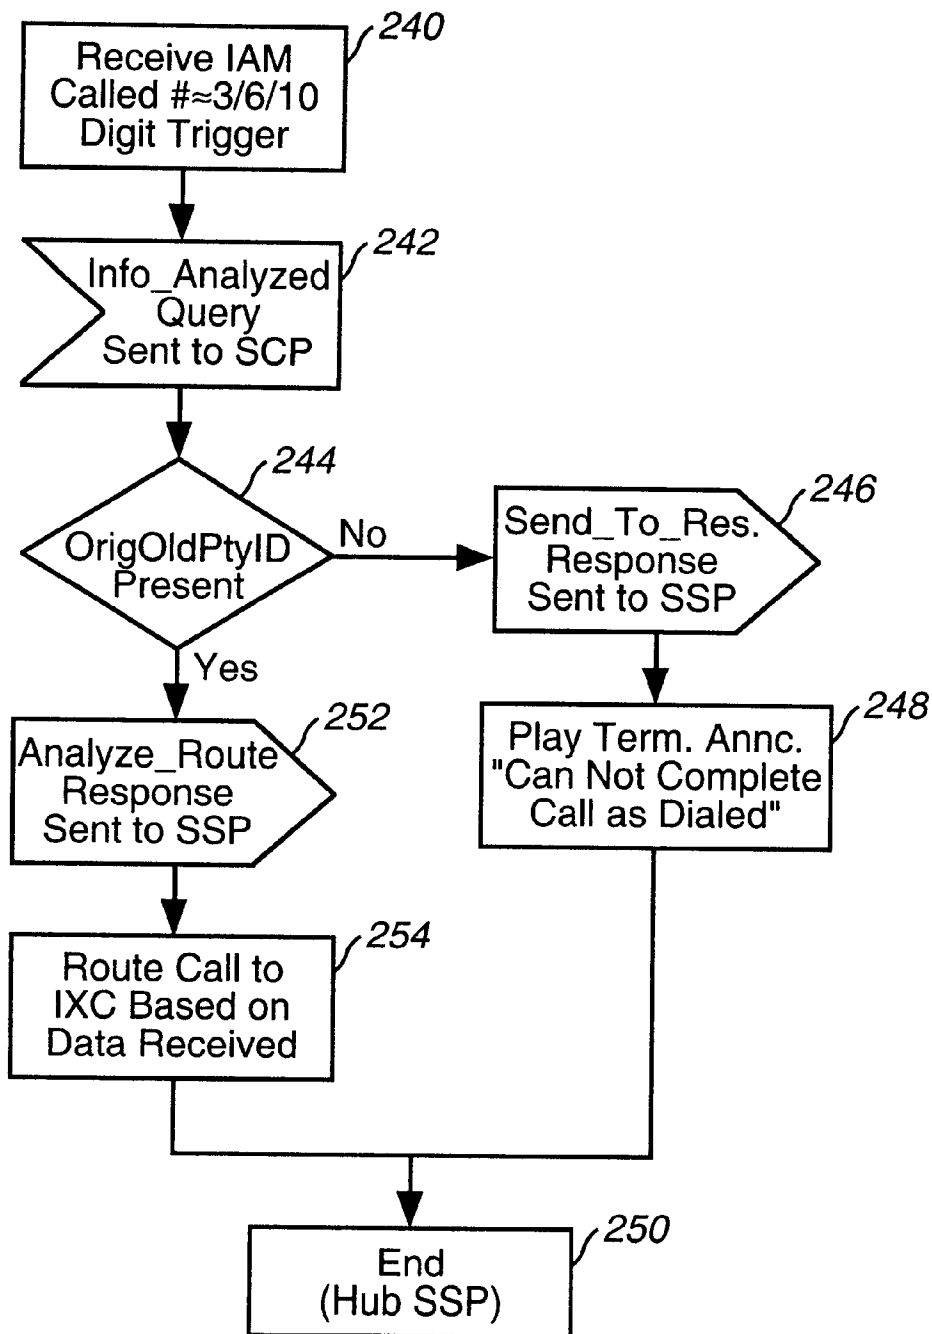 240
Receive IAM
Called #≈3/6/10
Digit Trigger
242
Info_Analyzed
Query
Sent to SCP
244
OrigOldPtyID
Present
No
246
Send_To_Res.
Response
Sent to SSP
Yes
252
Analyze_Route
Response
Sent to SSP
248
Play Term. Annc.
"Can Not Complete
Call as Dialed"
254
Route Call to
IXC Based on
Data Received
250
End
(Hub SSP)